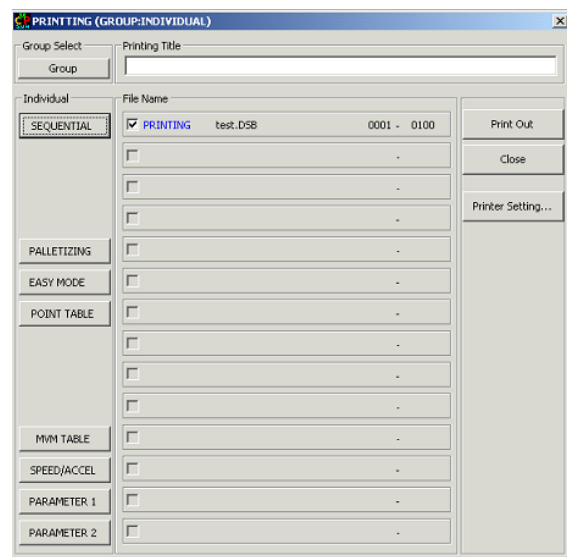 PRINTTING (GROUP:INDIVIDUAL)
Group Select
Printing Title
Group
Individual
File Name
SEQUENTIAL
PRINTING test.DSB 0001 - 0100
Print Out
-
Close
-
Printer Setting...
-
PALLETIZING
-
EASY MODE
-
POINT TABLE
-
-
-
-
MVM TABLE
-
SPEED/ACCEL
-
PARAMETER 1
-
PARAMETER 2
-